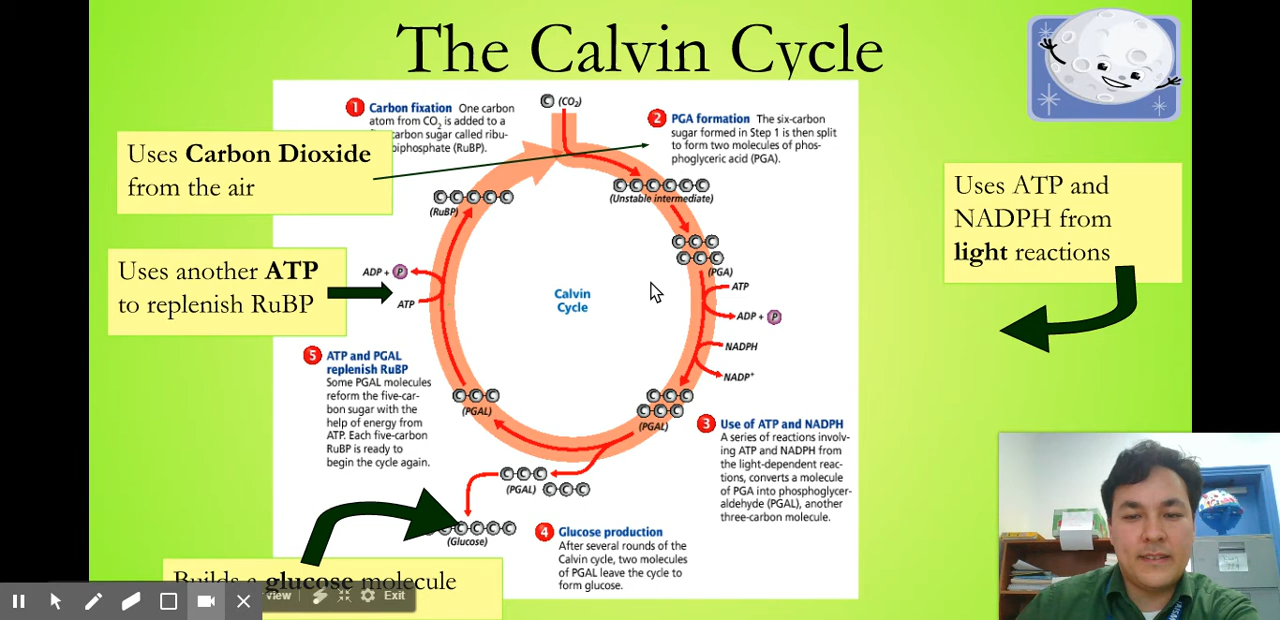 The Calvin Cycle
1 Carbon fixation One carbon
atom from CO₂ is added to a
carbon sugar called ribu-
biphosphate (RuBP).
C (CO₂)
2 PGA formation The six-carbon
sugar formed in Step 1 is then split
to form two molecules of phos-
phoglyceric acid (PGA).
Uses Carbon Dioxide
from the air
Uses ATP and
NADPH from
light reactions
C C C C C C
(Unstable intermediate)
C C C C C
(RuBP)
C C C
C C C
(PGA)
Uses another ATP
to replenish RuBP
ADP + P
ATP
Calvin
Cycle
ATP
ADP + P
NADPH
NADP⁺
5 ATP and PGAL
replenish RuBP
Some PGAL molecules
reform the five-car-
bon sugar with the
help of energy from
ATP. Each five-carbon
RuBP is ready to
begin the cycle again.
C C C
(PGAL)
C C C
C C C
(PGAL)
3 Use of ATP and NADPH
A series of reactions involv-
ing ATP and NADPH from
the light-dependent reac-
tions, converts a molecule
of PGA into phosphoglycer-
aldehyde (PGAL), another
three-carbon molecule.
C C C
(PGAL) C C C
C C C C
(Glucose)
4 Glucose production
After several rounds of the
Calvin cycle, two molecules
of PGAL leave the cycle to
form glucose.
Builds a glucose molecule
Exit